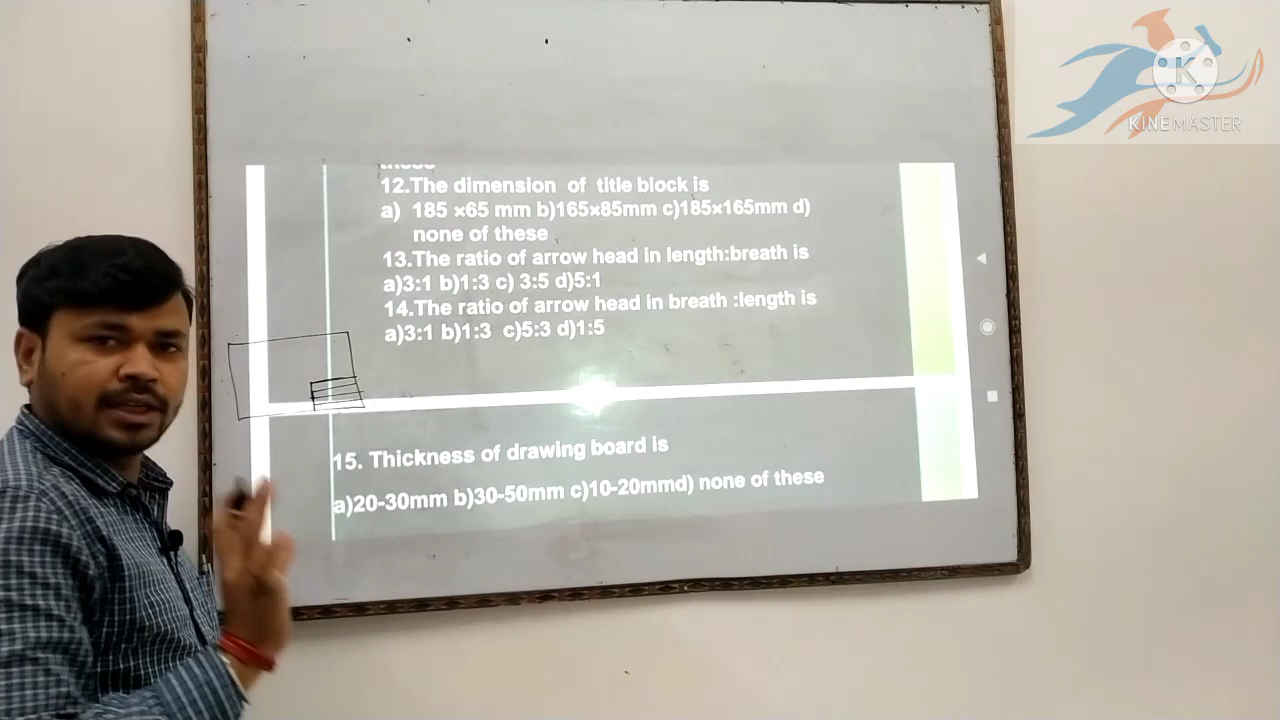 KINEMASTER
these
12.The dimension of title block is
a) 185 ×65 mm b)165×85mm c)185×165mm d)
none of these
13.The ratio of arrow head in length:breath is
a)3:1 b)1:3 c) 3:5 d)5:1
14.The ratio of arrow head in breath :length is
a)3:1 b)1:3 c)5:3 d)1:5
15. Thickness of drawing board is
a)20-30mm b)30-50mm c)10-20mmd) none of these